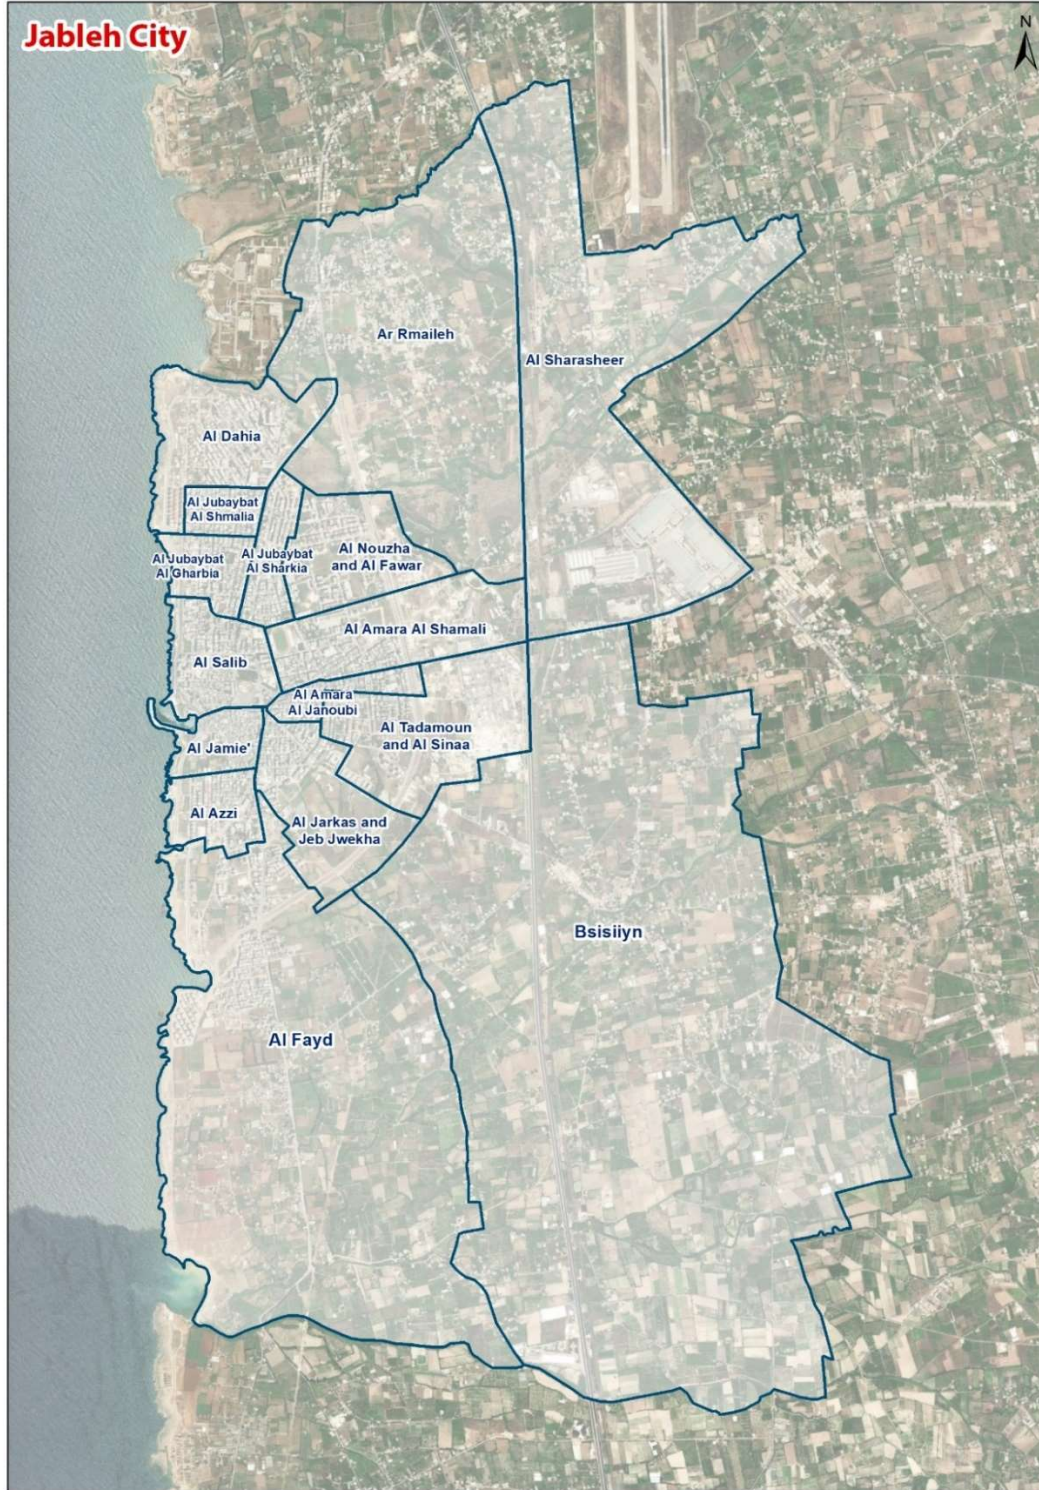 Jableh City
N
Ar Rmaileh
Al Sharasheer
Al Dahia
Al Jubaybat
Al Shmalia
Al Jubaybat
Al Gharbia
Al Jubaybat
Al Sharkia
Al Nouzha
and Al Fawar
Al Amara Al Shamali
Al Salib
Al Amara
Al Janoubi
Al Tadamoun
and Al Sinaa
Al Jamie'
Al Azzi
Al Jarkas and
Jeb Jwekha
Bsisiiyn
Al Fayd